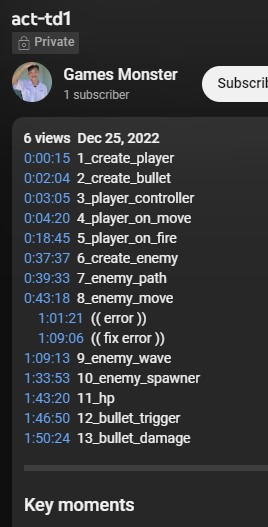 act-td1
Private
Games Monster
1 subscriber
Subscrib
6 views Dec 25, 2022
0:00:15 1_create_player
0:02:04 2_create_bullet
0:03:05 3_player_controller
0:04:20 4_player_on_move
0:18:45 5_player_on_fire
0:37:37 6_create_enemy
0:39:33 7_enemy_path
0:43:18 8_enemy_move
1:01:21 (( error ))
1:09:06 (( fix error ))
1:09:13 9_enemy_wave
1:33:53 10_enemy_spawner
1:43:20 11_hp
1:46:50 12_bullet_trigger
1:50:24 13_bullet_damage
Key moments